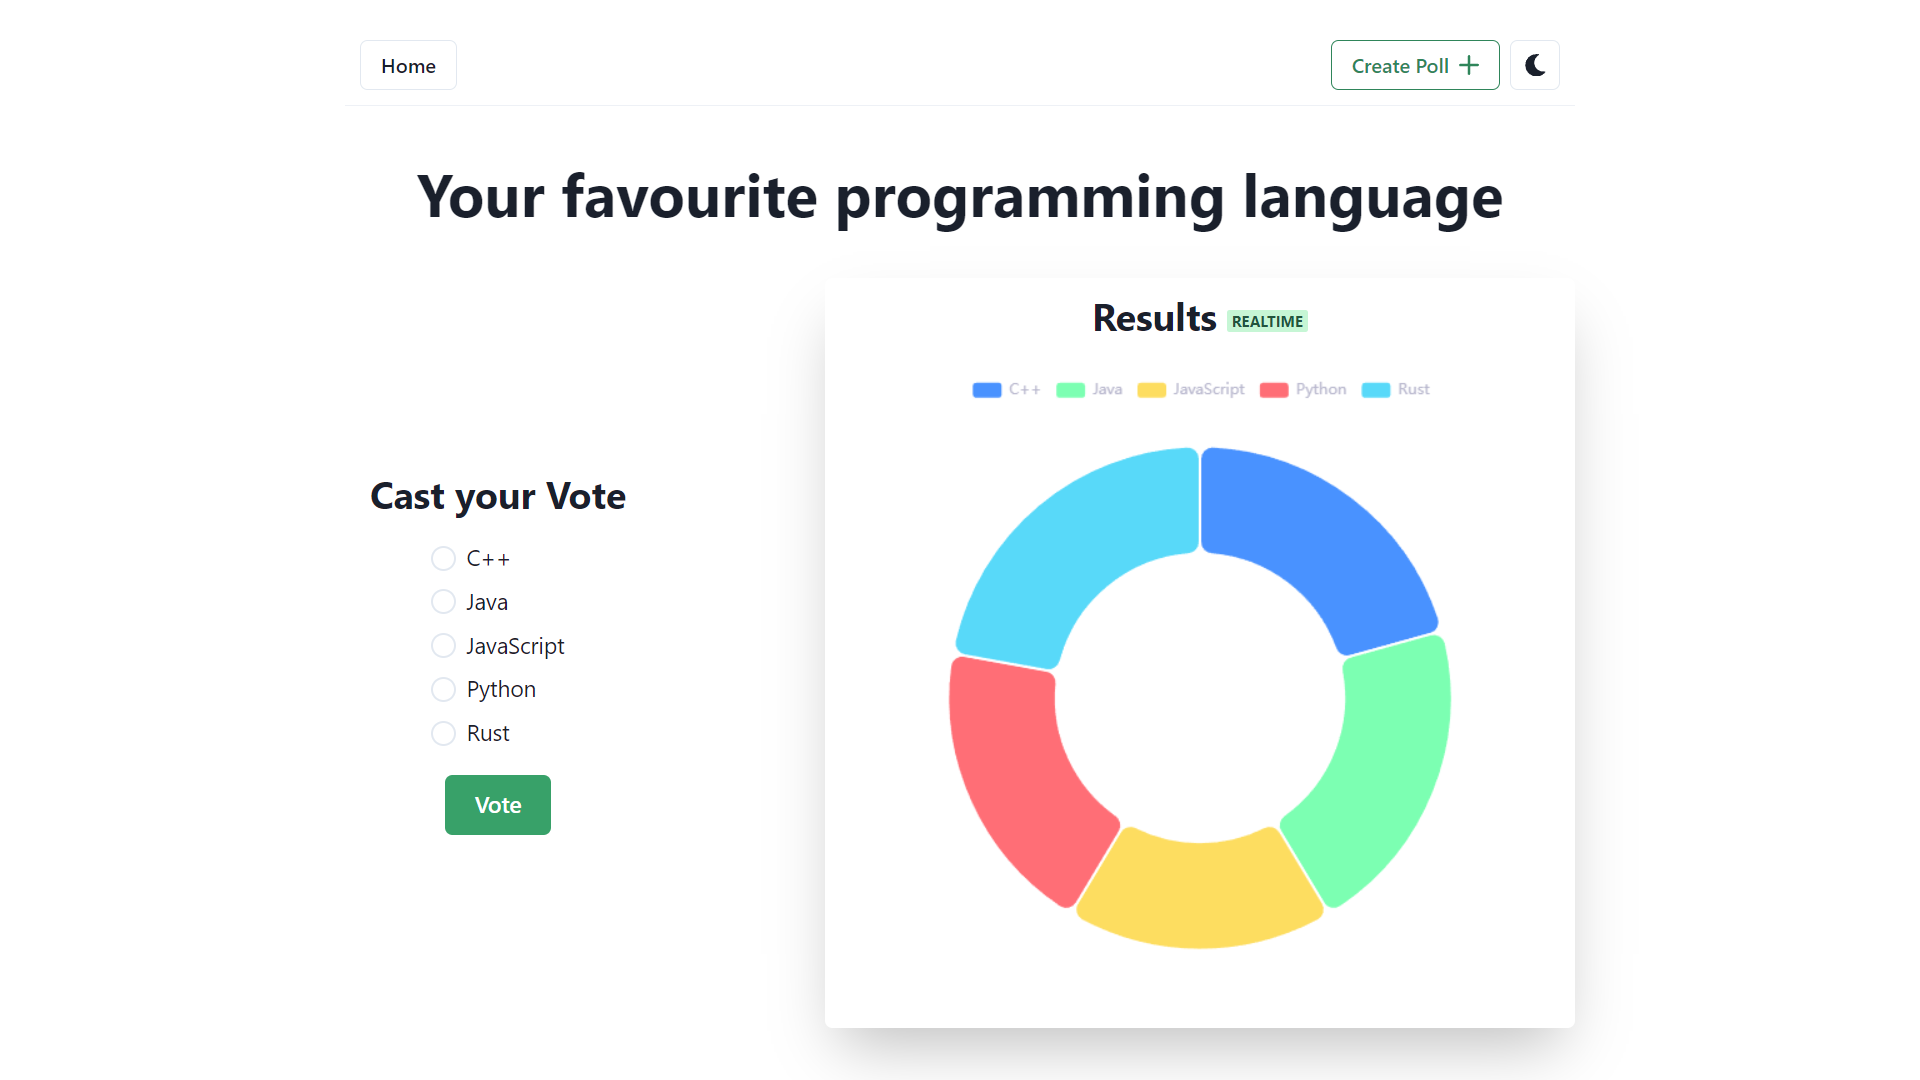 Home
Create Poll
Your favourite programming language
Results REALTIME
C++ Java JavaScript Python Rust
Cast your Vote
C++
Java
JavaScript
Python
Rust
Vote